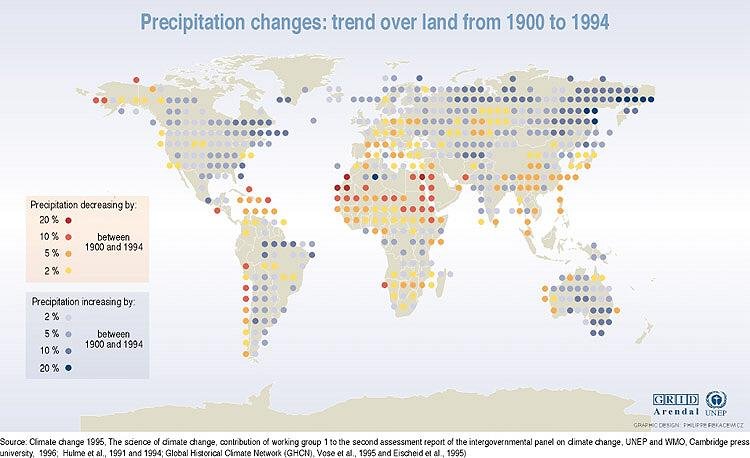 Precipitation changes: trend over land from 1900 to 1994
Precipitation decreasing by:
20 %
10 % between
5 % 1900 and 1994
2 %
Precipitation increasing by:
2 %
5 % between
10 % 1900 and 1994
20 %
GRID
Arendal UNEP
GRAPHIC DESIGN : PHILIPPE REKACEWICZ
Source: Climate change 1995, The science of climate change, contribution of working group 1 to the second assessment report of the intergovernmental panel on climate change, UNEP and WMO, Cambridge press
university, 1996; Hulme et al., 1991 and 1994; Global Historical Climate Network (GHCN), Vose et al., 1995 and Eischeid et al., 1995)